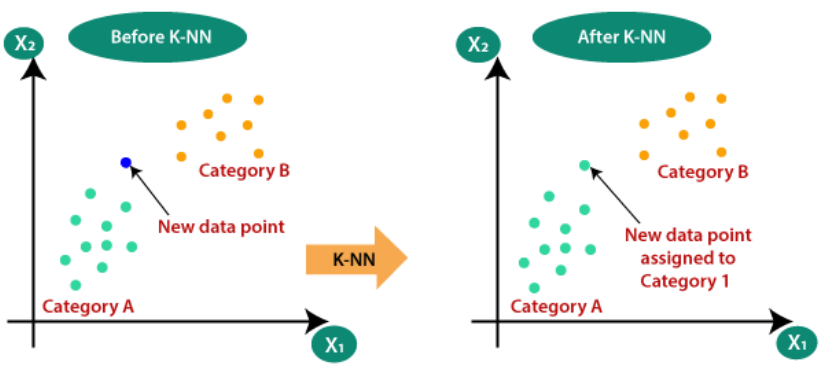 Before K-NN
X₂
Category B
New data point
Category A
X₁
K-NN
After K-NN
X₂
Category B
New data point
assigned to
Category 1
Category A
X₁